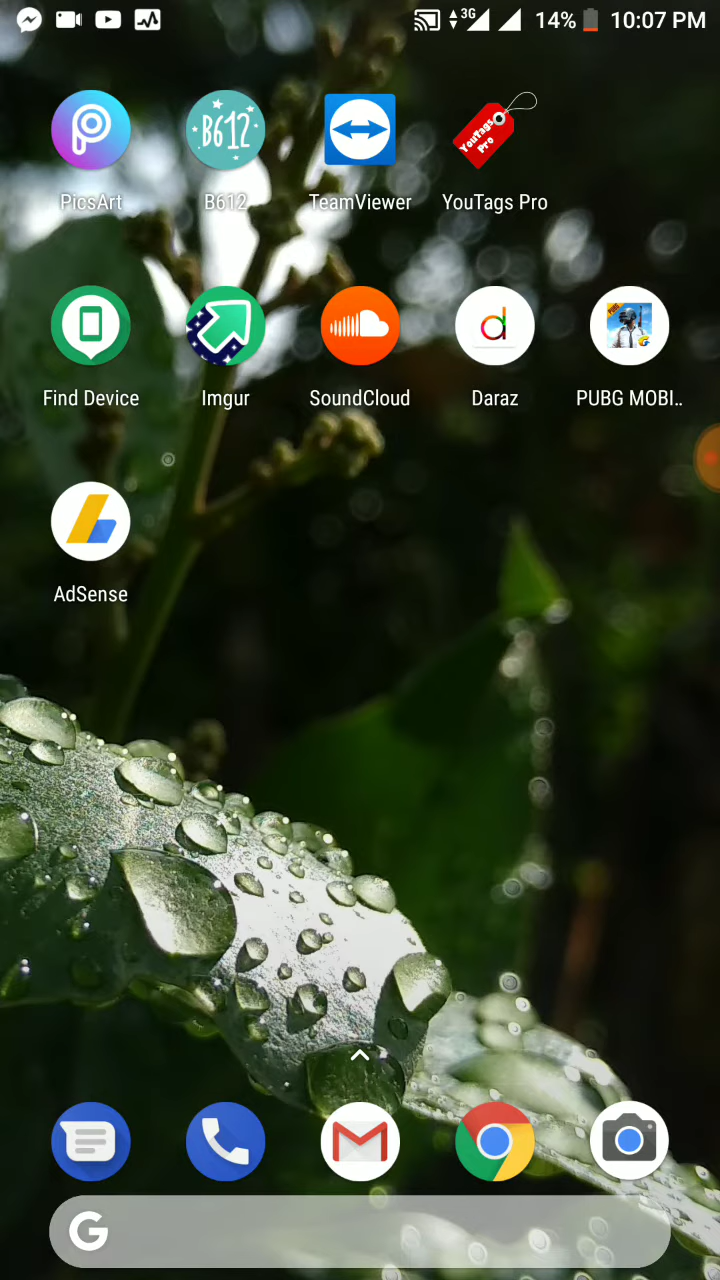 3G 14% 10:07 PM
B612
YouTags
Pro
PicsArt B612 TeamViewer YouTags Pro
PUBG
Find Device Imgur SoundCloud Daraz PUBG MOBI..
AdSense
G